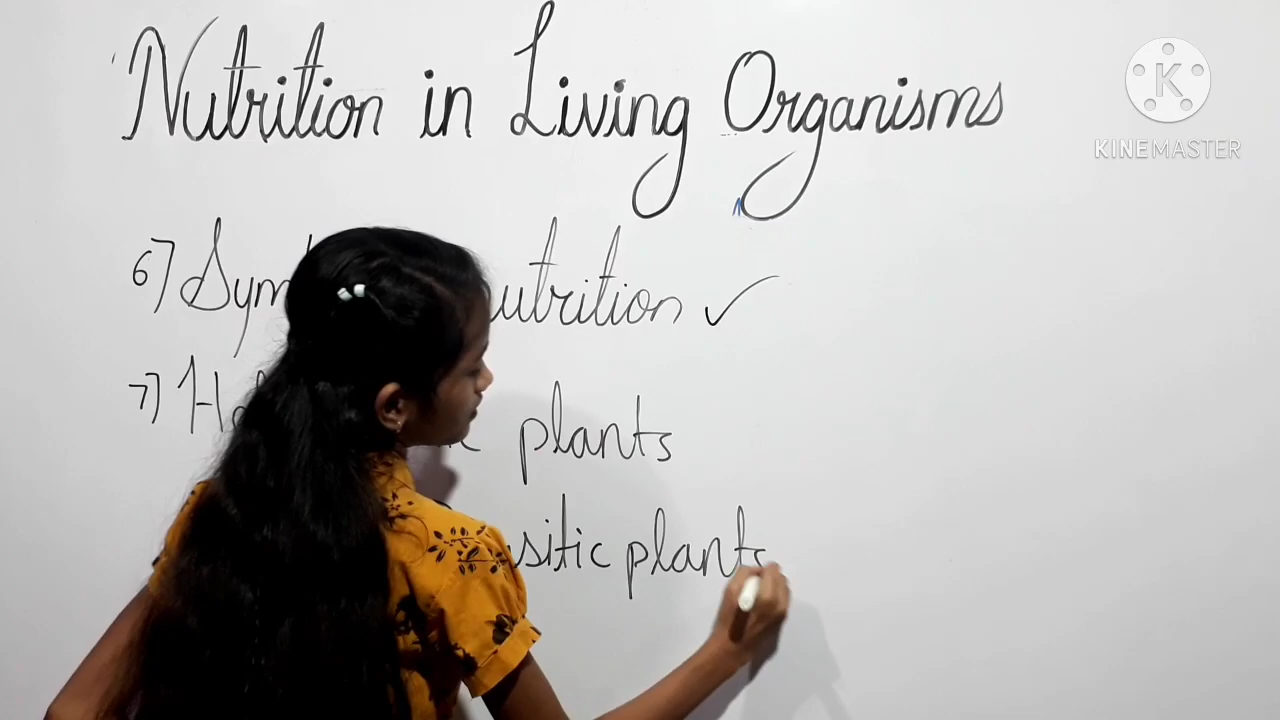 Nutrition in Living Organisms
K
KINEMASTER
6) Sym utrition ✓
7) H plants
sitic plants